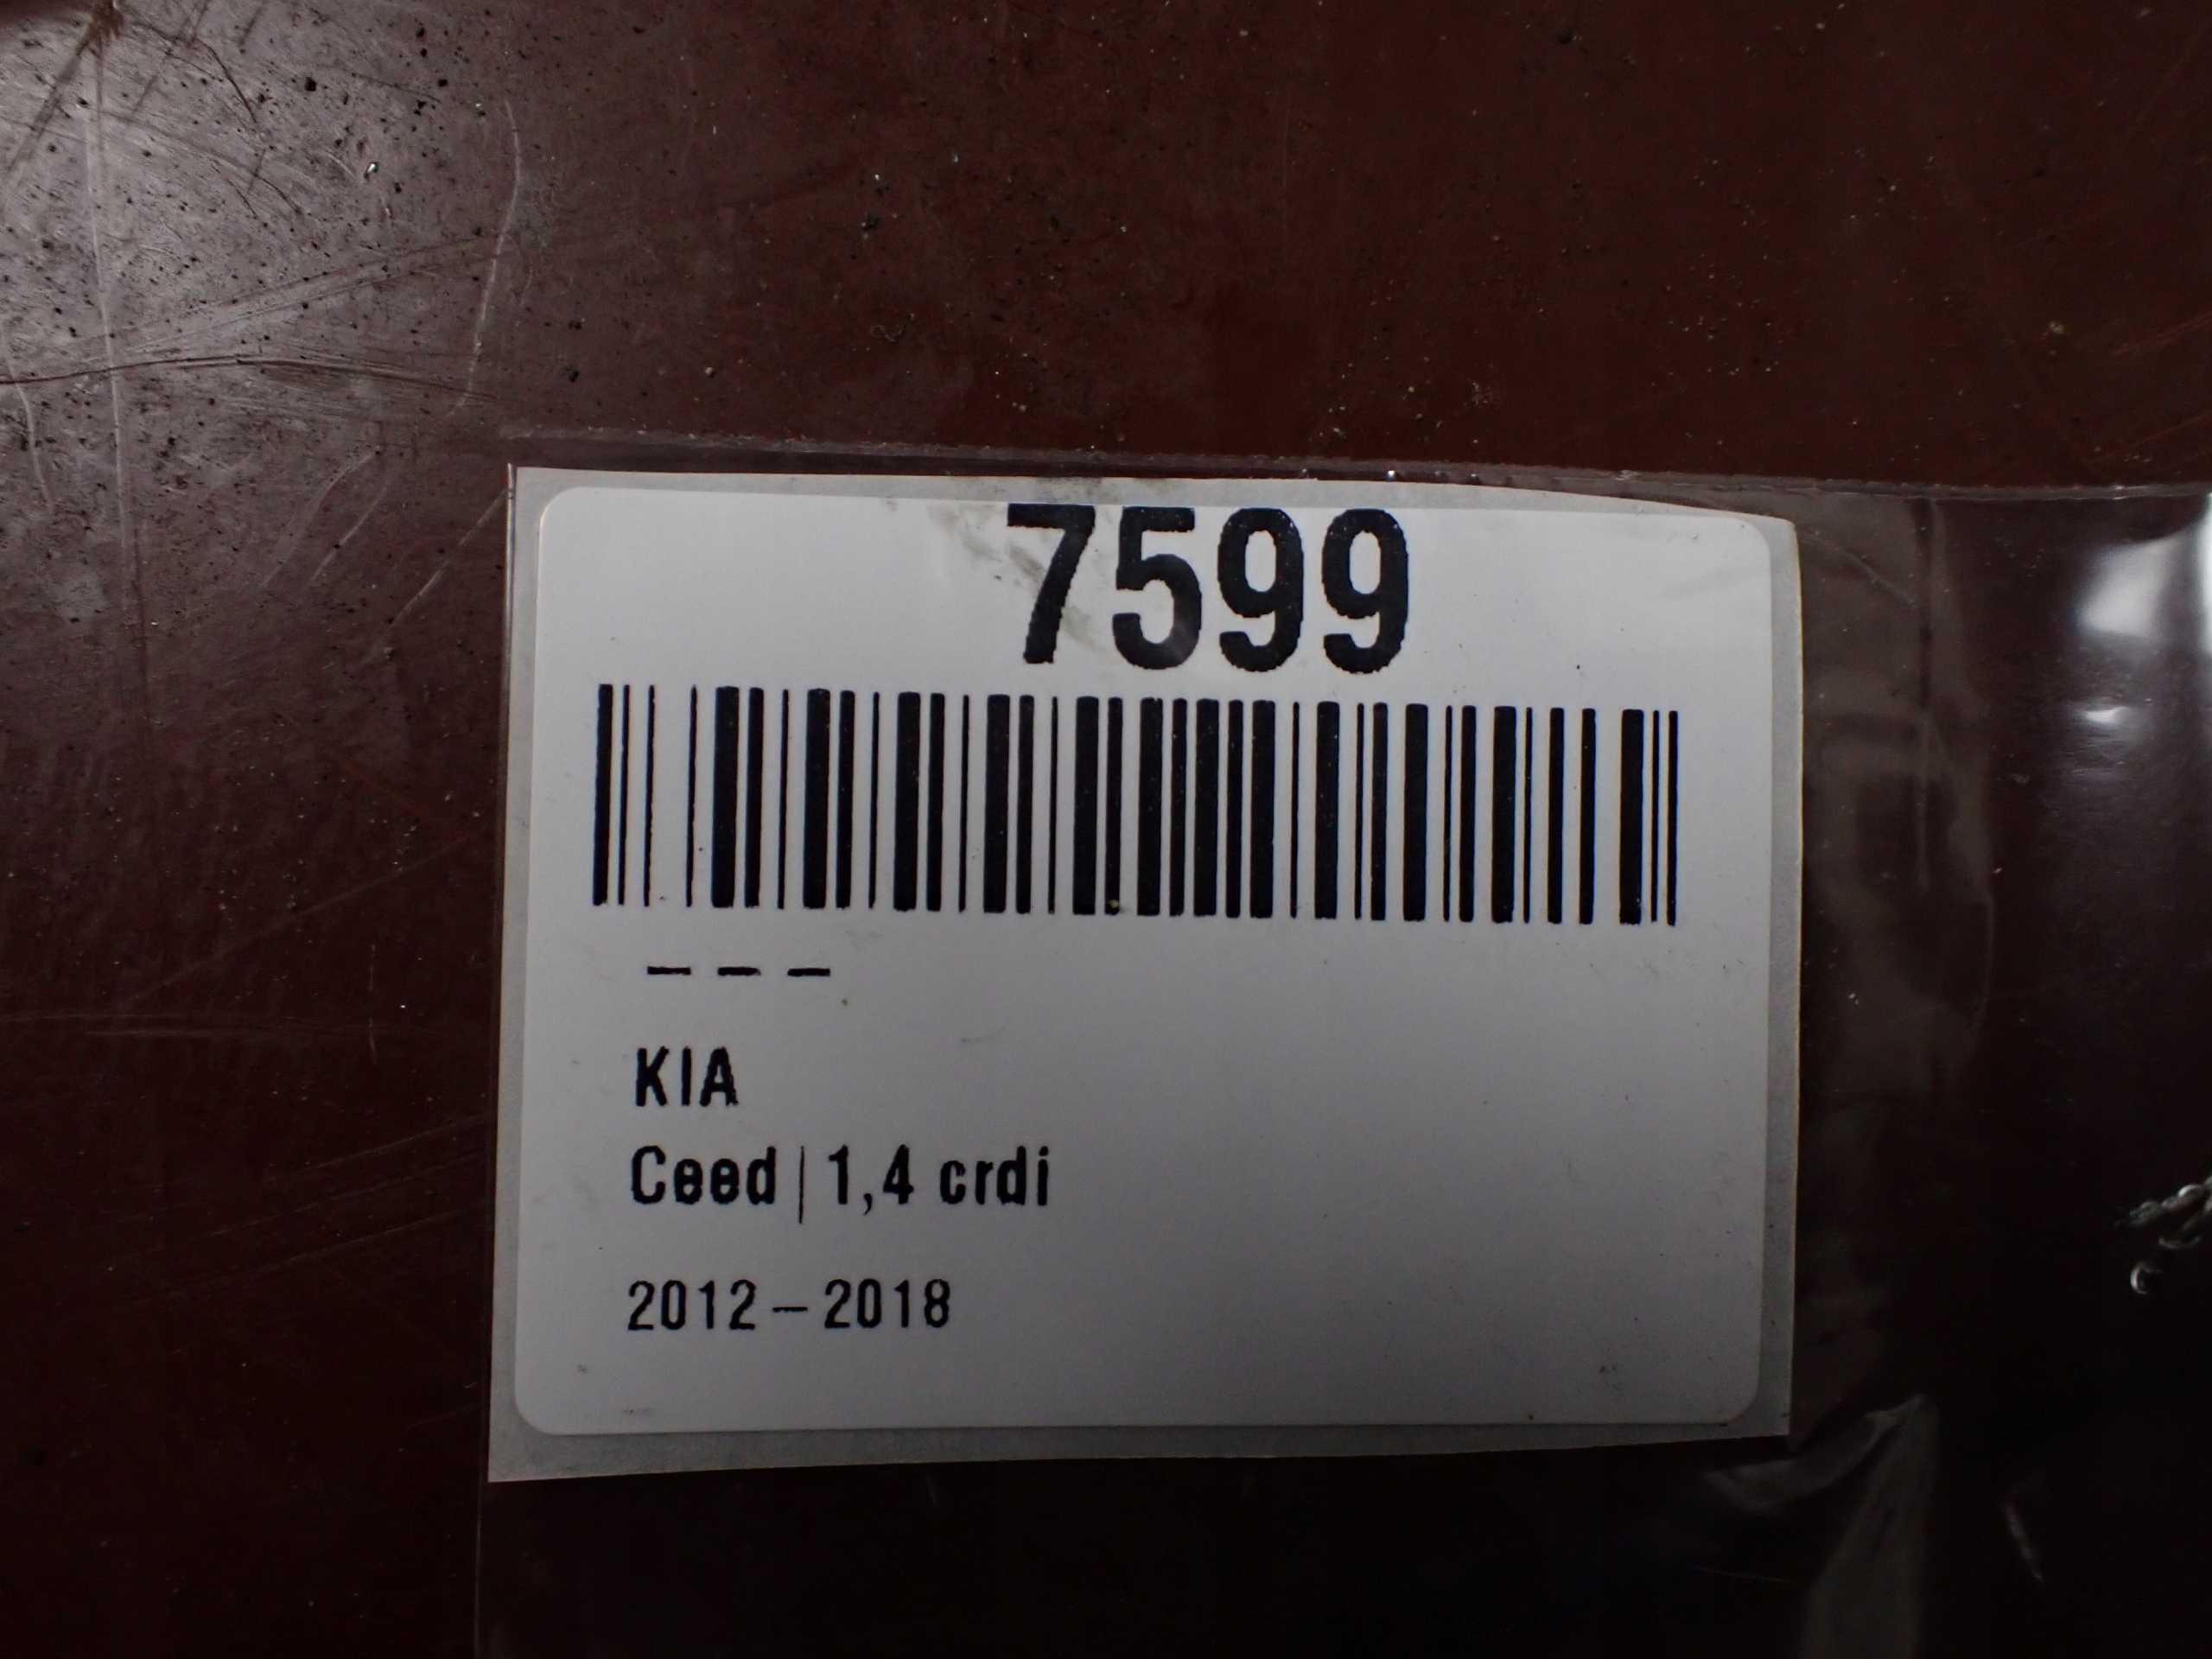 7599
– – –
KIA
Ceed | 1,4 crdi
2012 – 2018